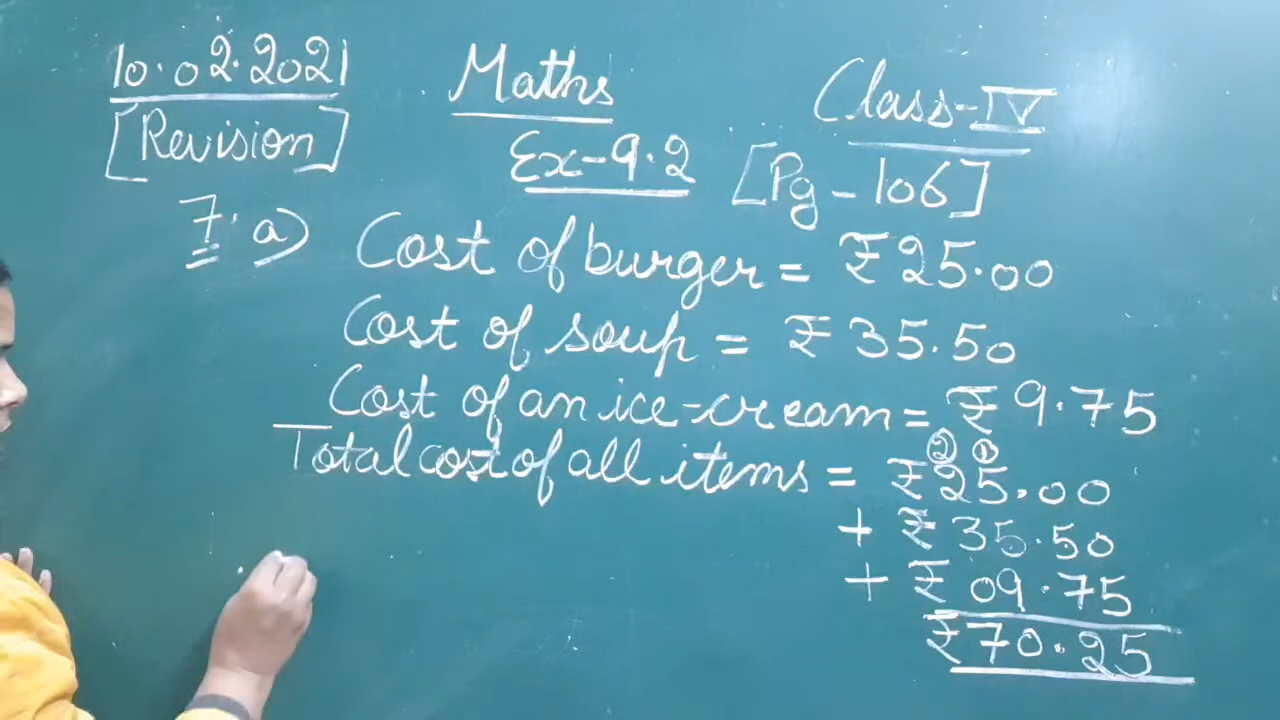 10.02.2021 Maths Class-IV
[Revision] Ex-9.2 [Pg-106]
7. a) Cost of burger = ₹25.00
Cost of soup = ₹35.50
Cost of an ice-cream = ₹9.75
② ①
Total cost of all items = ₹25.00
+ ₹35.50
+ ₹09.75
₹70.25